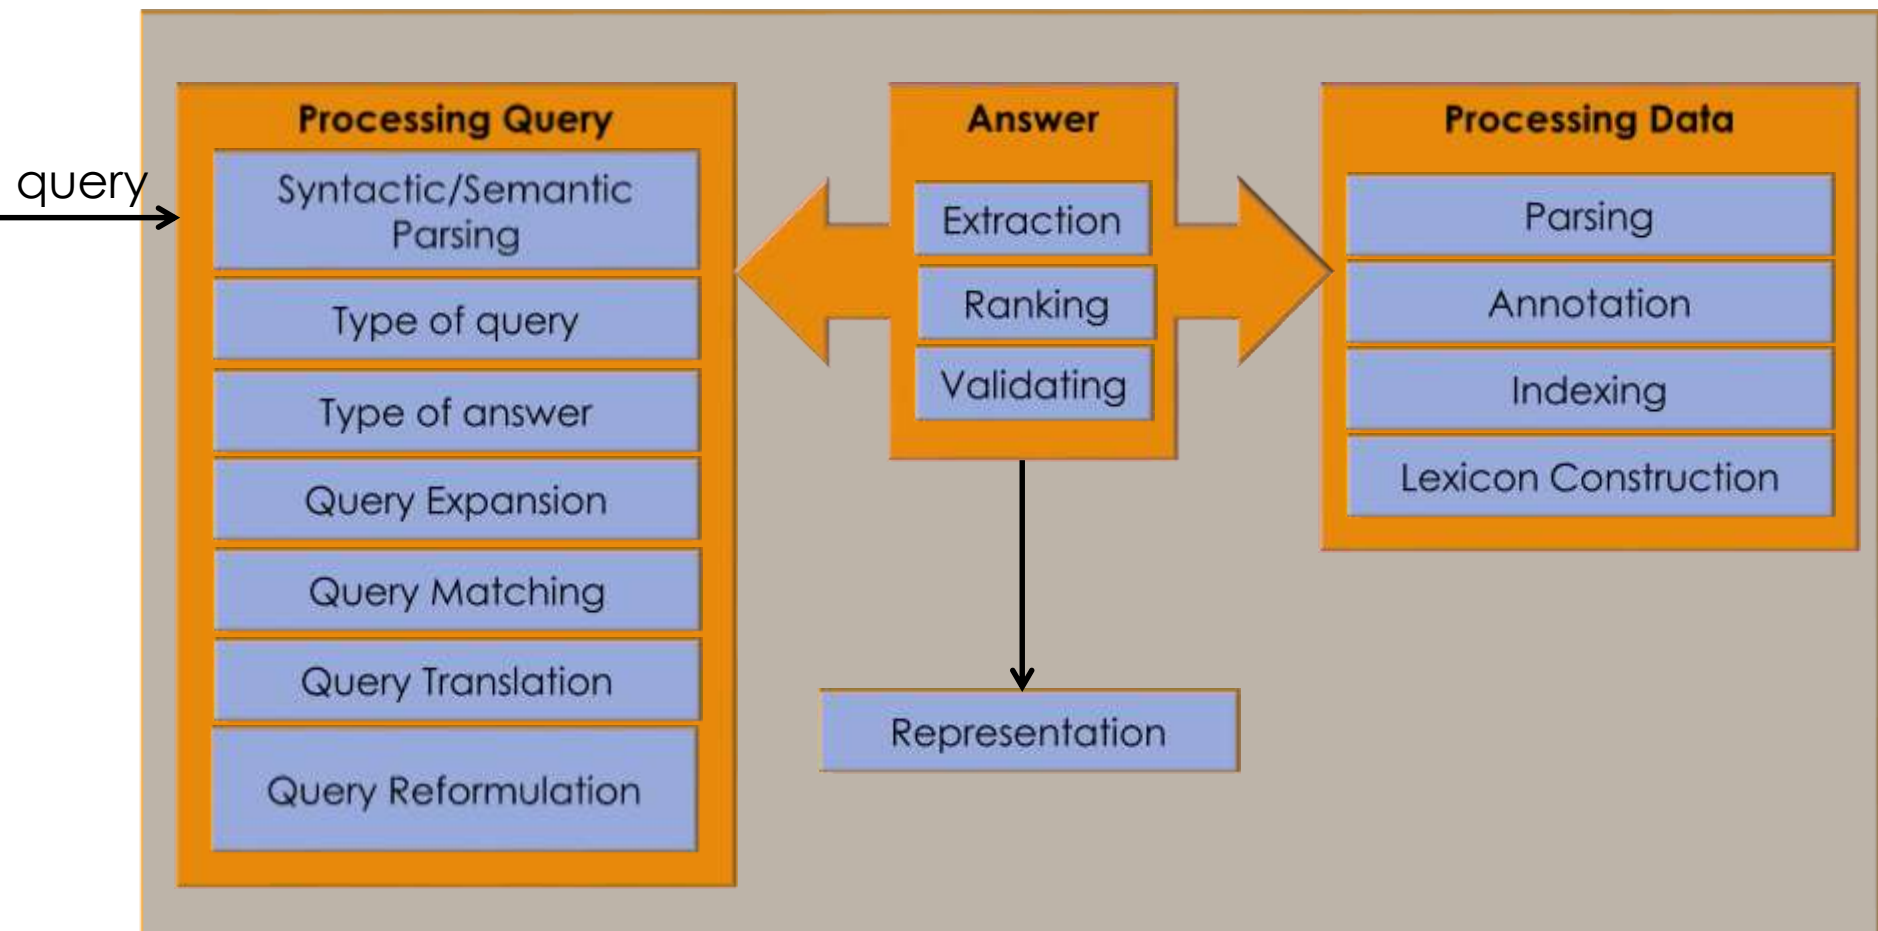 query
Processing Query
Syntactic/Semantic
Parsing
Type of query
Type of answer
Query Expansion
Query Matching
Query Translation
Query Reformulation
Answer
Extraction
Ranking
Validating
Representation
Processing Data
Parsing
Annotation
Indexing
Lexicon Construction